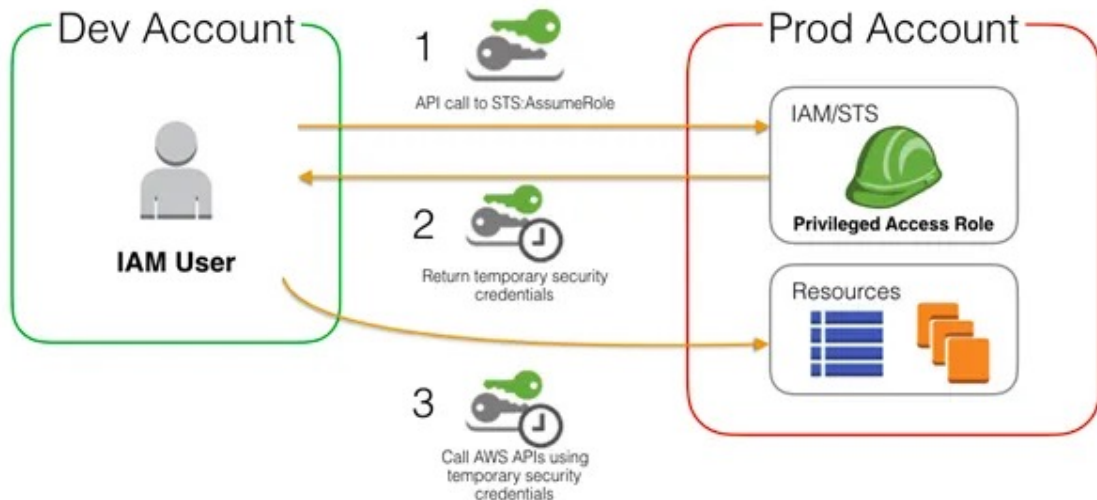 Dev Account
Prod Account
1
API call to STS:AssumeRole
IAM/STS
Privileged Access Role
IAM User
2
Return temporary security
credentials
Resources
3
Call AWS APIs using
temporary security
credentials